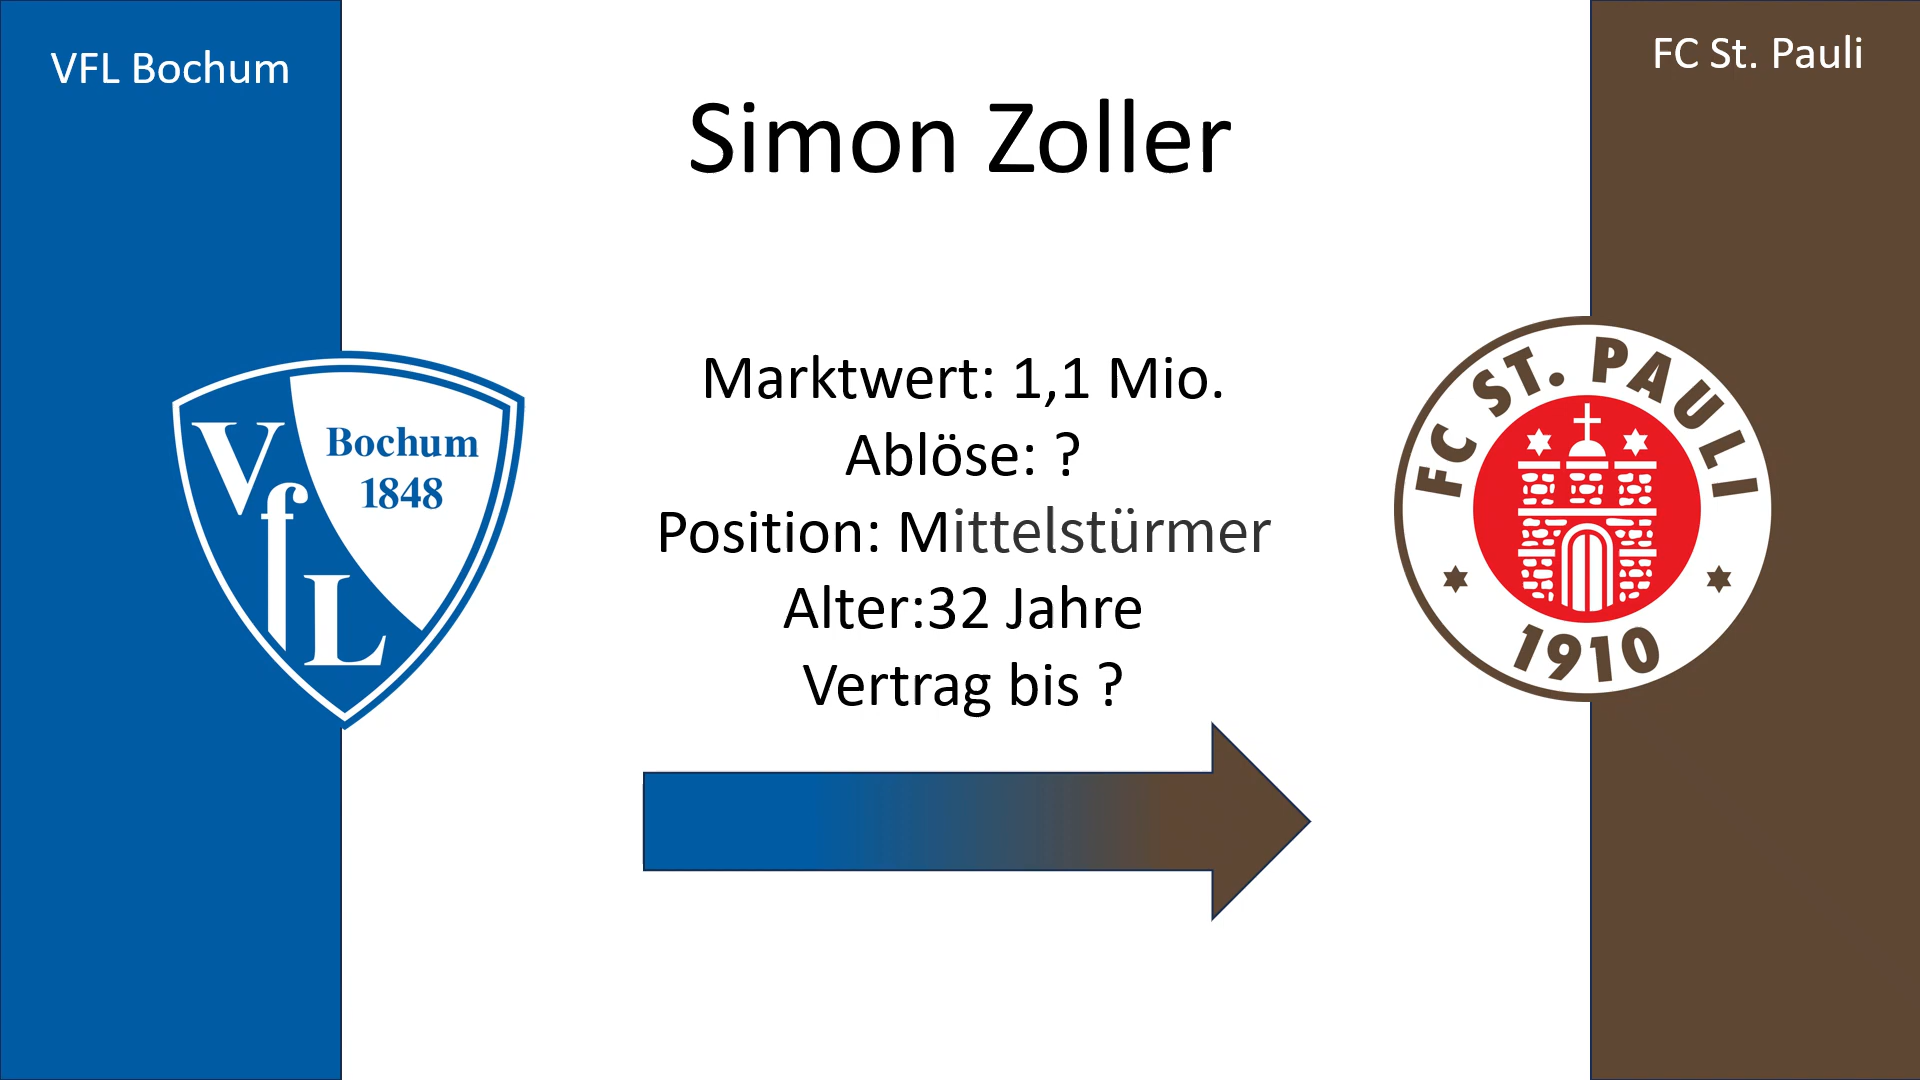 VFL Bochum
FC St. Pauli
Simon Zoller
Marktwert: 1,1 Mio.
Ablöse: ?
Position: Mittelstürmer
Alter:32 Jahre
Vertrag bis ?
VfL
Bochum
1848
FC ST. PAULI
1910